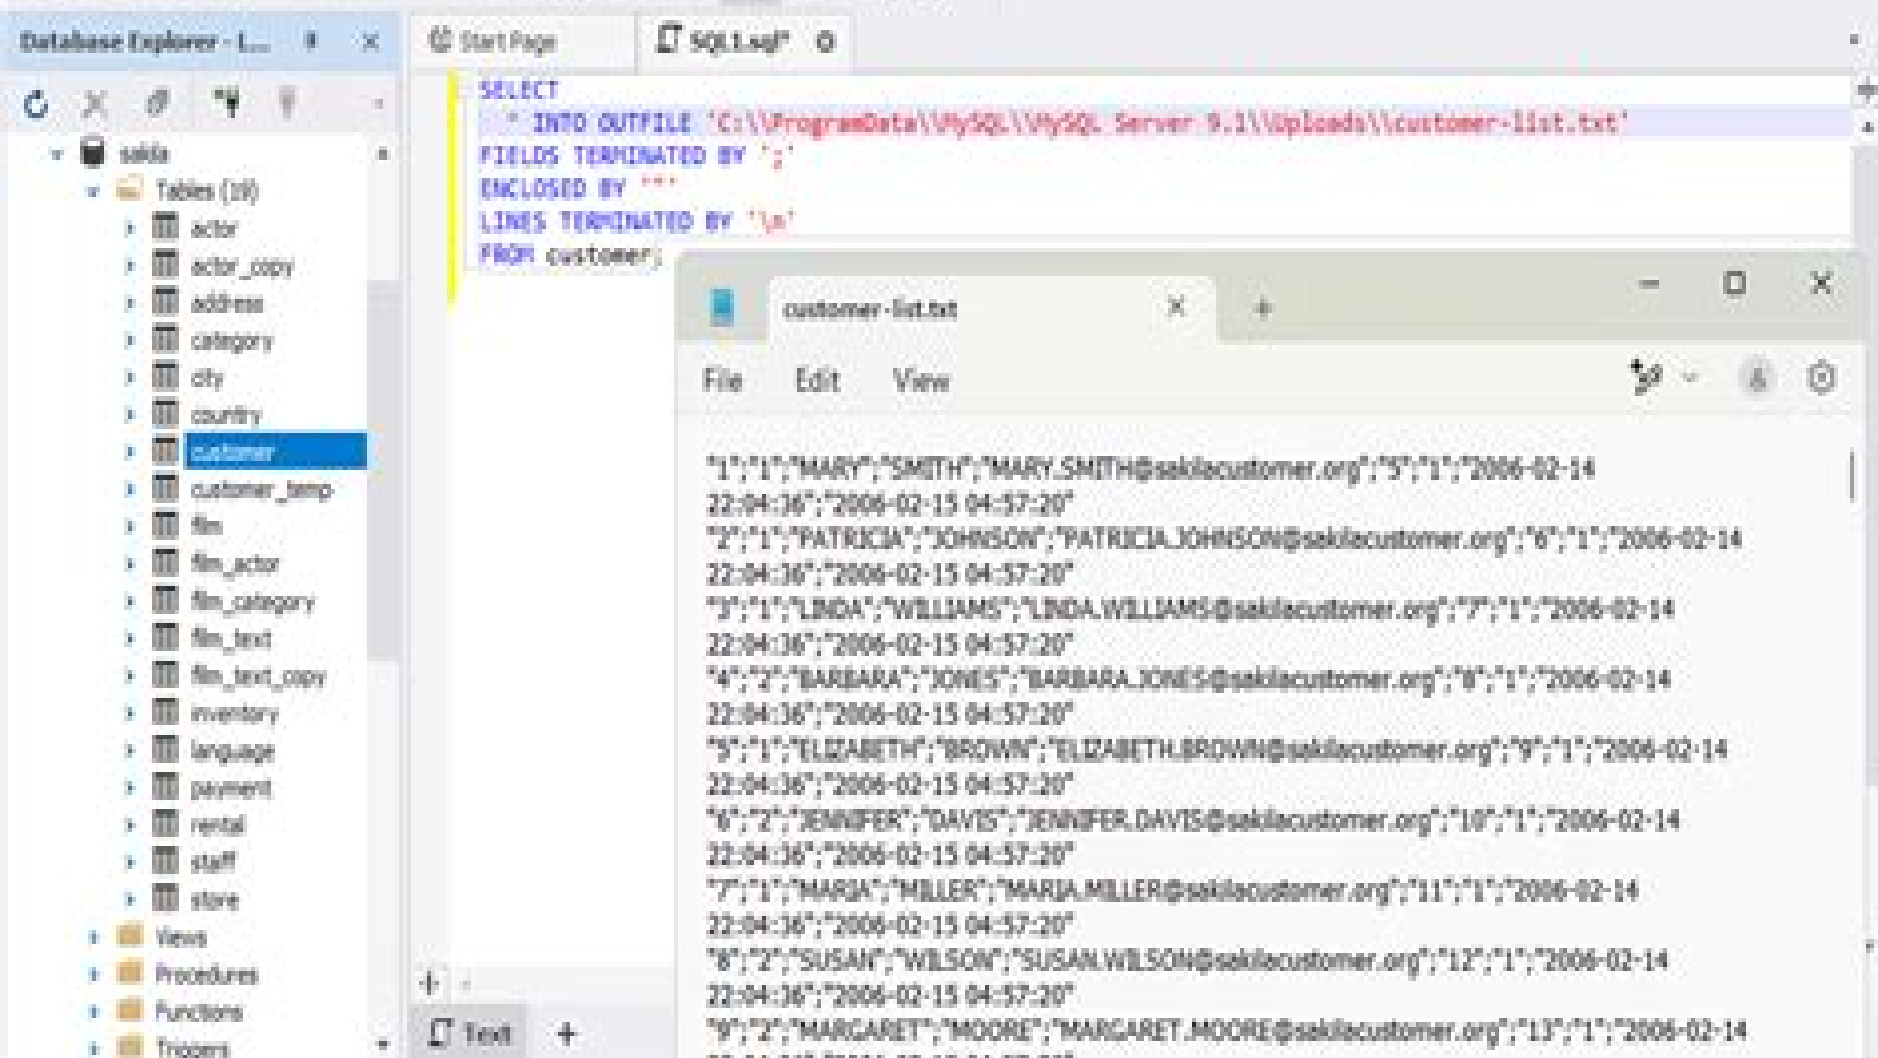 Database Explorer - L...
Start Page
SQL1.sql*
sakila
Tables (19)
actor
actor_copy
address
category
city
country
customer
customer_temp
film
film_actor
film_category
film_text
film_text_copy
inventory
language
payment
rental
staff
store
Views
Procedures
Functions
Triggers
SELECT
* INTO OUTFILE 'C:\\ProgramData\\MySQL\\MySQL Server 9.1\\Uploads\\customer-list.txt'
FIELDS TERMINATED BY ';'
ENCLOSED BY '"'
LINES TERMINATED BY '\n'
FROM customer;
Text
customer-list.txt
File Edit View
"1";"1";"MARY";"SMITH";"MARY.SMITH@sakilacustomer.org";"5";"1";"2006-02-14
22:04:36";"2006-02-15 04:57:20"
"2";"1";"PATRICIA";"JOHNSON";"PATRICIA.JOHNSON@sakilacustomer.org";"6";"1";"2006-02-14
22:04:36";"2006-02-15 04:57:20"
"3";"1";"LINDA";"WILLIAMS";"LINDA.WILLIAMS@sakilacustomer.org";"7";"1";"2006-02-14
22:04:36";"2006-02-15 04:57:20"
"4";"2";"BARBARA";"JONES";"BARBARA.JONES@sakilacustomer.org";"8";"1";"2006-02-14
22:04:36";"2006-02-15 04:57:20"
"5";"1";"ELIZABETH";"BROWN";"ELIZABETH.BROWN@sakilacustomer.org";"9";"1";"2006-02-14
22:04:36";"2006-02-15 04:57:20"
"6";"2";"JENNIFER";"DAVIS";"JENNIFER.DAVIS@sakilacustomer.org";"10";"1";"2006-02-14
22:04:36";"2006-02-15 04:57:20"
"7";"1";"MARIA";"MILLER";"MARIA.MILLER@sakilacustomer.org";"11";"1";"2006-02-14
22:04:36";"2006-02-15 04:57:20"
"8";"2";"SUSAN";"WILSON";"SUSAN.WILSON@sakilacustomer.org";"12";"1";"2006-02-14
22:04:36";"2006-02-15 04:57:20"
"9";"2";"MARGARET";"MOORE";"MARGARET.MOORE@sakilacustomer.org";"13";"1";"2006-02-14